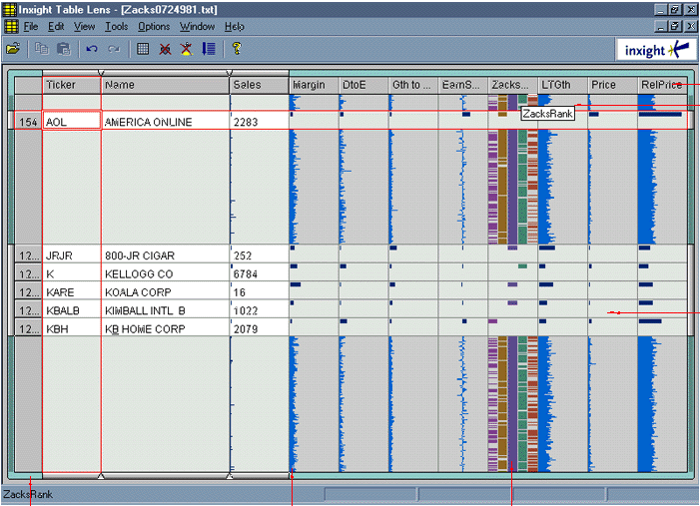 Inxight Table Lens - [Zacks0724981.txt]
File Edit View Tools Options Window Help
inxight
Ticker Name Sales Margin DtoE Gth to ... EarnS... Zacks... LTGth Price RelPrice
ZacksRank
154 AOL AMERICA ONLINE 2283
12... JRJR 800-JR CIGAR 252
12... K KELLOGG CO 6784
12... KARE KOALA CORP 16
12... KBALB KIMBALL INTL B 1022
12... KBH KB HOME CORP 2079
ZacksRank